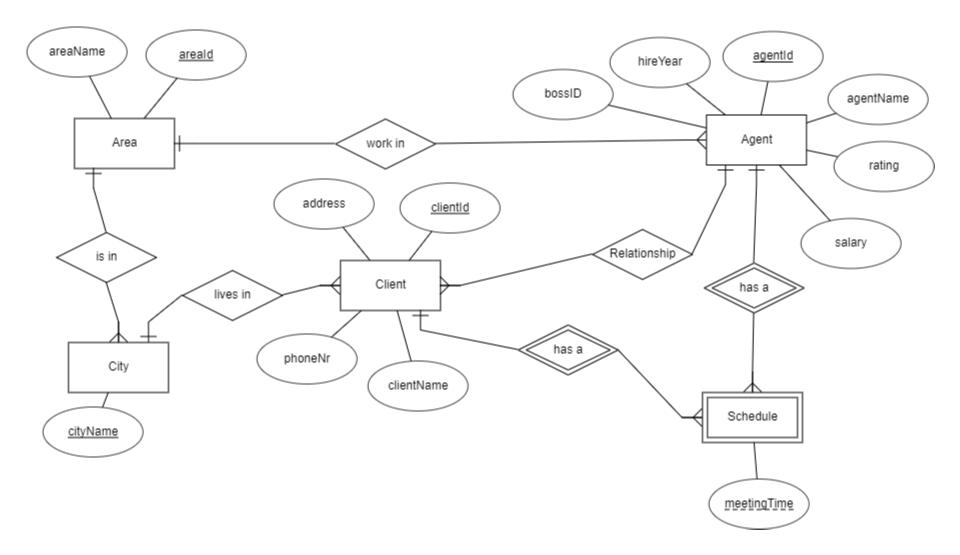 areaName
areaId
hireYear
agentId
bossID
agentName
Area
work in
Agent
rating
address
clientId
salary
is in
Relationship
Client
lives in
has a
has a
phoneNr
City
clientName
Schedule
cityName
meetingTime